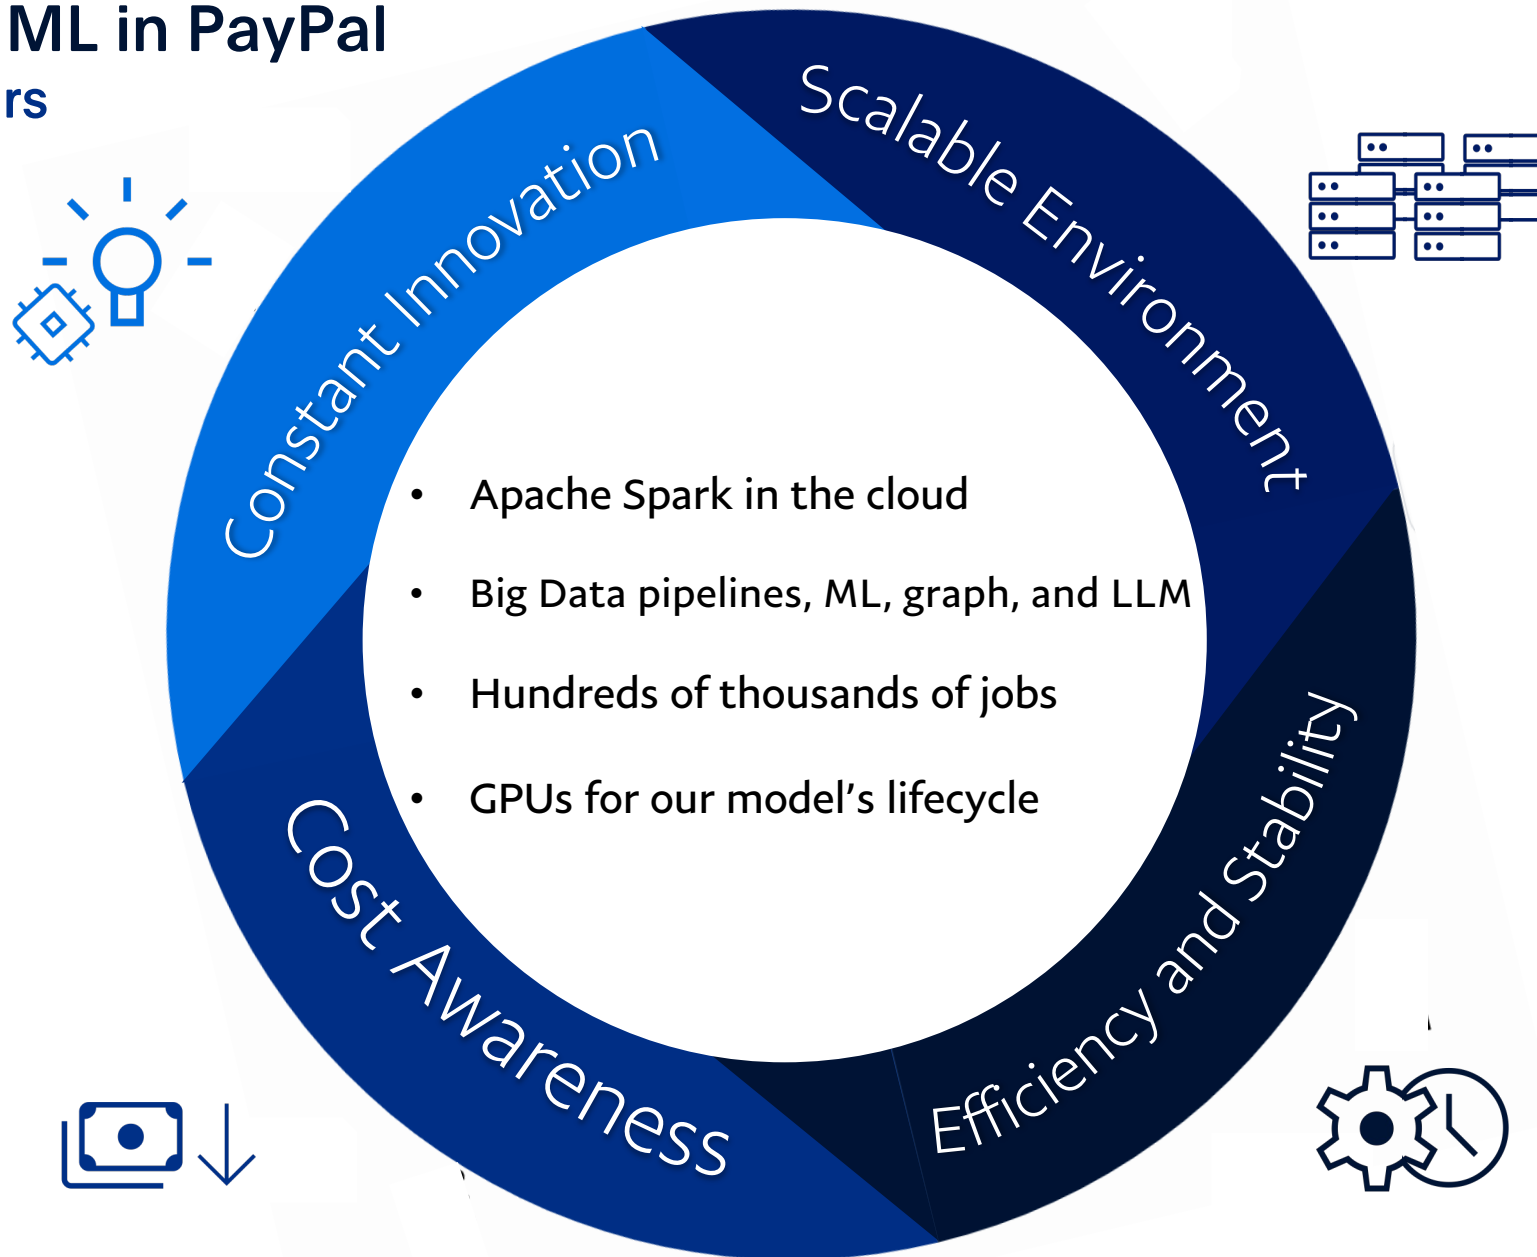 ML in PayPal
rs
Constant Innovation
Scalable Environment
• Apache Spark in the cloud
• Big Data pipelines, ML, graph, and LLM
• Hundreds of thousands of jobs
• GPUs for our model’s lifecycle
Cost Awareness
Efficiency and Stability